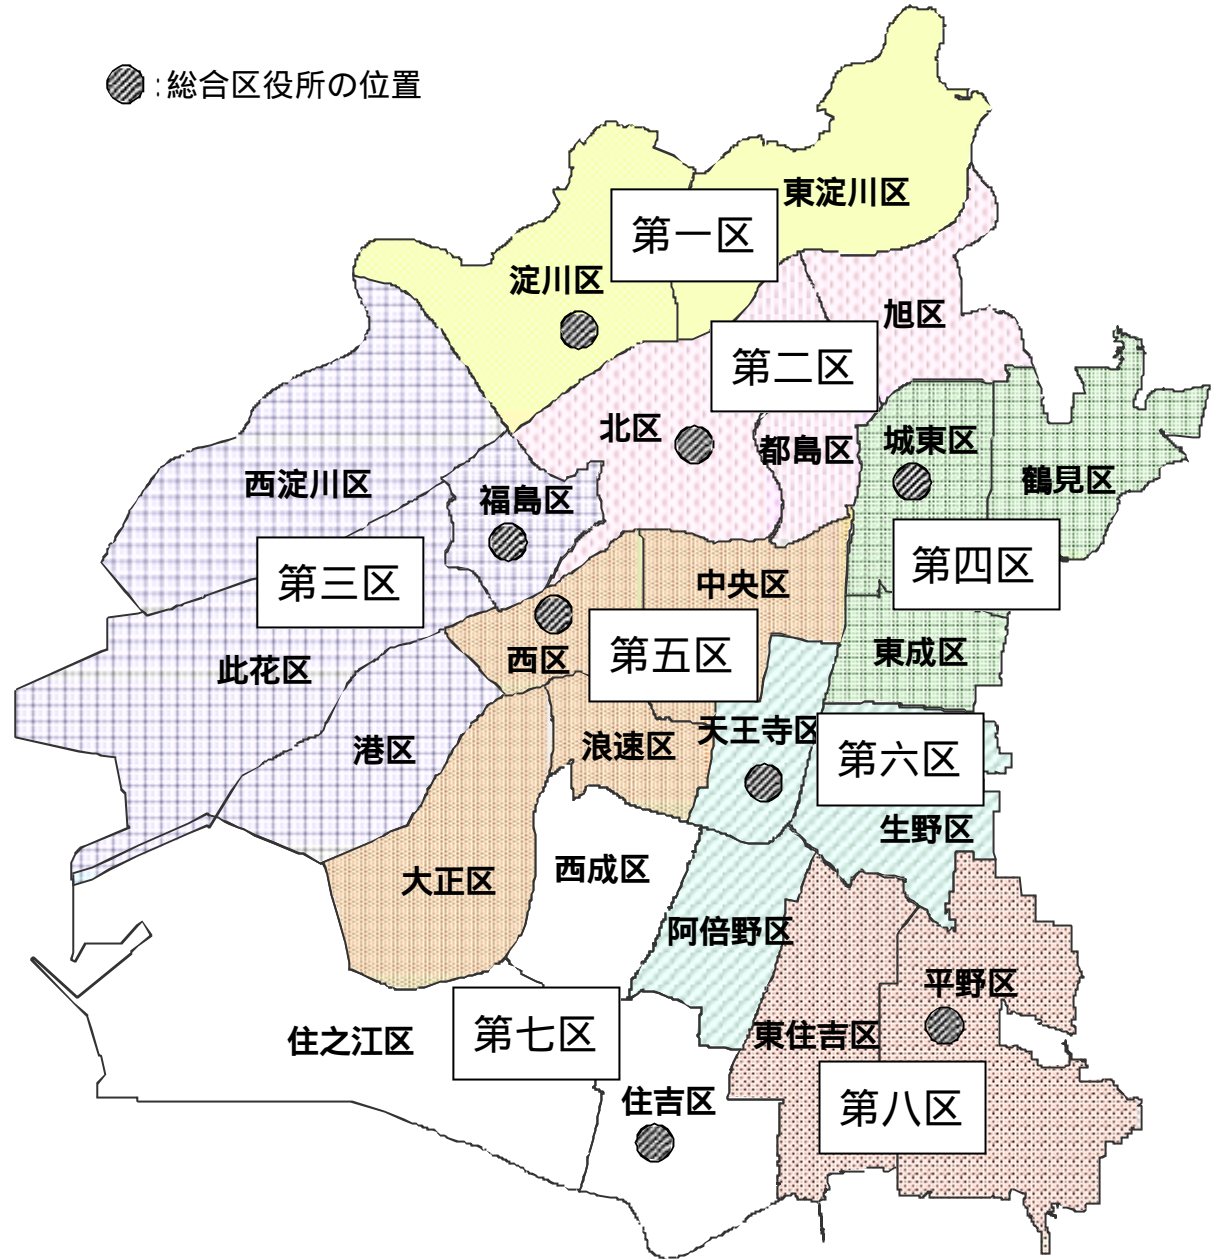 :総合区役所の位置
東淀川区
第一区
淀川区
旭区
第二区
北区
都島区
城東区
鶴見区
西淀川区
福島区
第三区
中央区
第四区
此花区
西区
第五区
東成区
港区
浪速区
天王寺区
第六区
生野区
大正区
西成区
阿倍野区
平野区
住之江区
第七区
東住吉区
住吉区
第八区